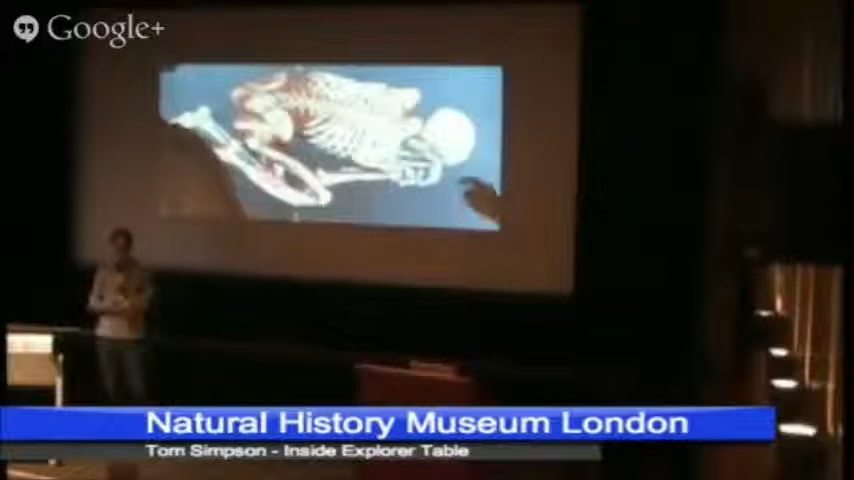 Google+
Natural History Museum London
Tom Simpson - Inside Explorer Table